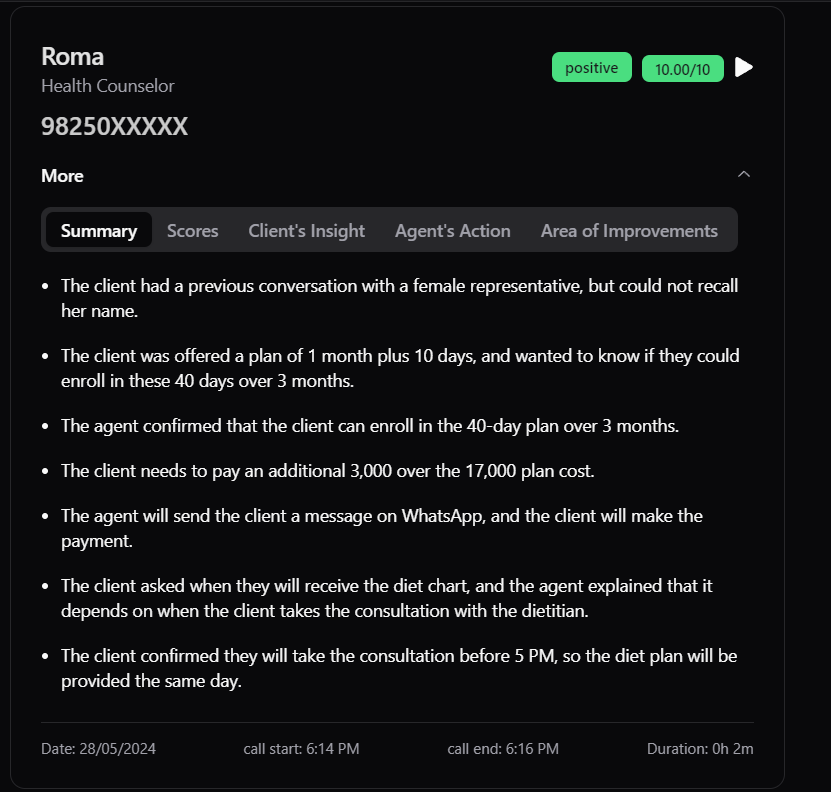 Roma
positive
10.00/10
Health Counselor
98250XXXXX
More
Summary Scores Client's Insight Agent's Action Area of Improvements
• The client had a previous conversation with a female representative, but could not recall
her name.
• The client was offered a plan of 1 month plus 10 days, and wanted to know if they could
enroll in these 40 days over 3 months.
• The agent confirmed that the client can enroll in the 40-day plan over 3 months.
• The client needs to pay an additional 3,000 over the 17,000 plan cost.
• The agent will send the client a message on WhatsApp, and the client will make the
payment.
• The client asked when they will receive the diet chart, and the agent explained that it
depends on when the client takes the consultation with the dietitian.
• The client confirmed they will take the consultation before 5 PM, so the diet plan will be
provided the same day.
Date: 28/05/2024 call start: 6:14 PM call end: 6:16 PM Duration: 0h 2m